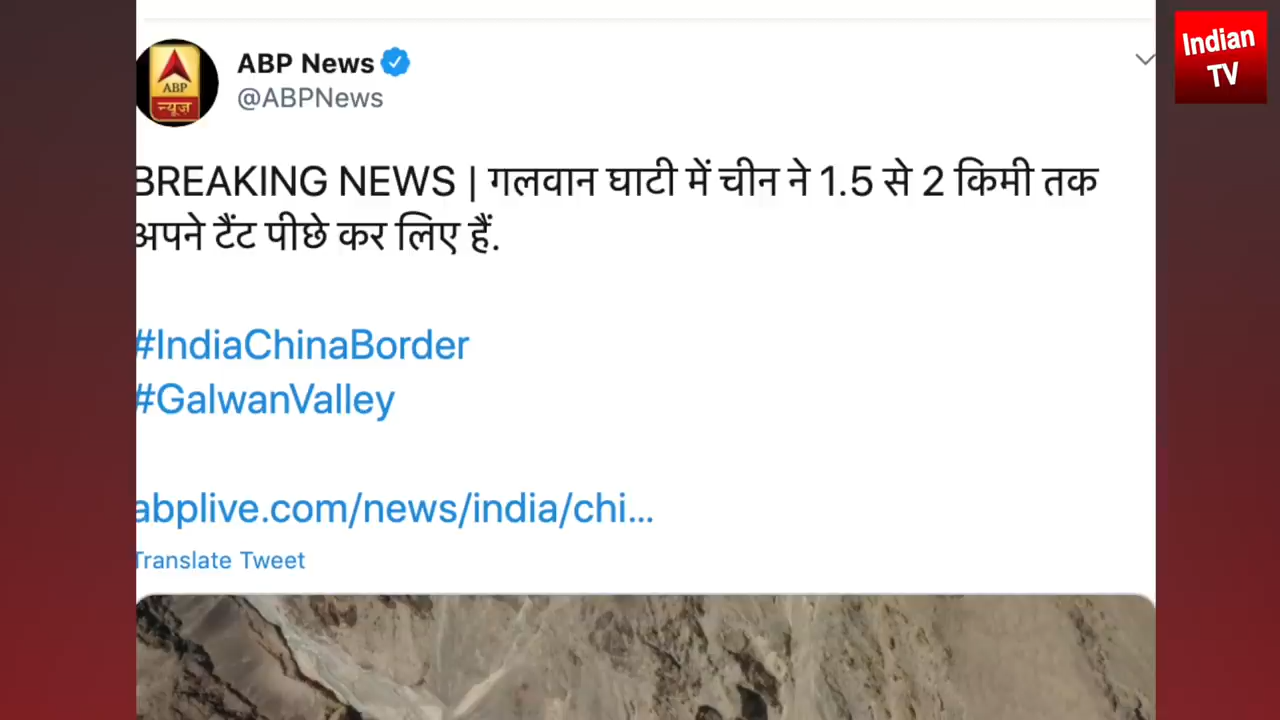 Indian
TV
ABP News
@ABPNews
ABP
न्यूज़
BREAKING NEWS | गलवान घाटी में चीन ने 1.5 से 2 किमी तक
अपने टैंट पीछे कर लिए हैं.
#IndiaChinaBorder
#GalwanValley
abplive.com/news/india/chi...
Translate Tweet